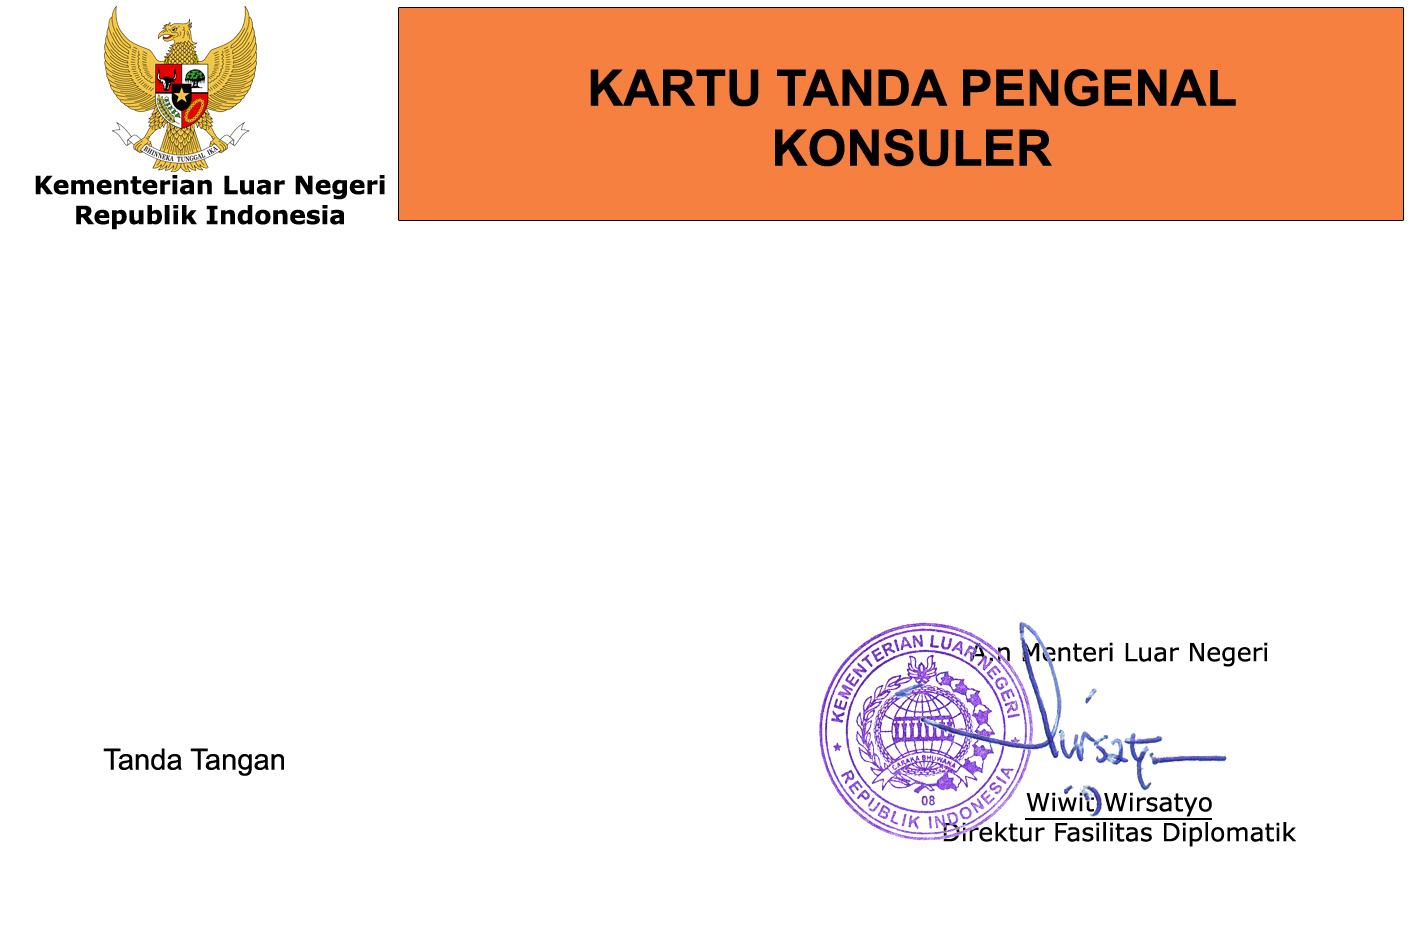 BHINNEKA TUNGGAL IKA
Kementerian Luar Negeri
Republik Indonesia
KARTU TANDA PENGENAL
KONSULER
Tanda Tangan
A.n Menteri Luar Negeri
KEMENTERIAN LUAR NEGERI
CARAKA BHUWANA
08
REPUBLIK INDONESIA
Wirsatyo
Wiwit Wirsatyo
Direktur Fasilitas Diplomatik